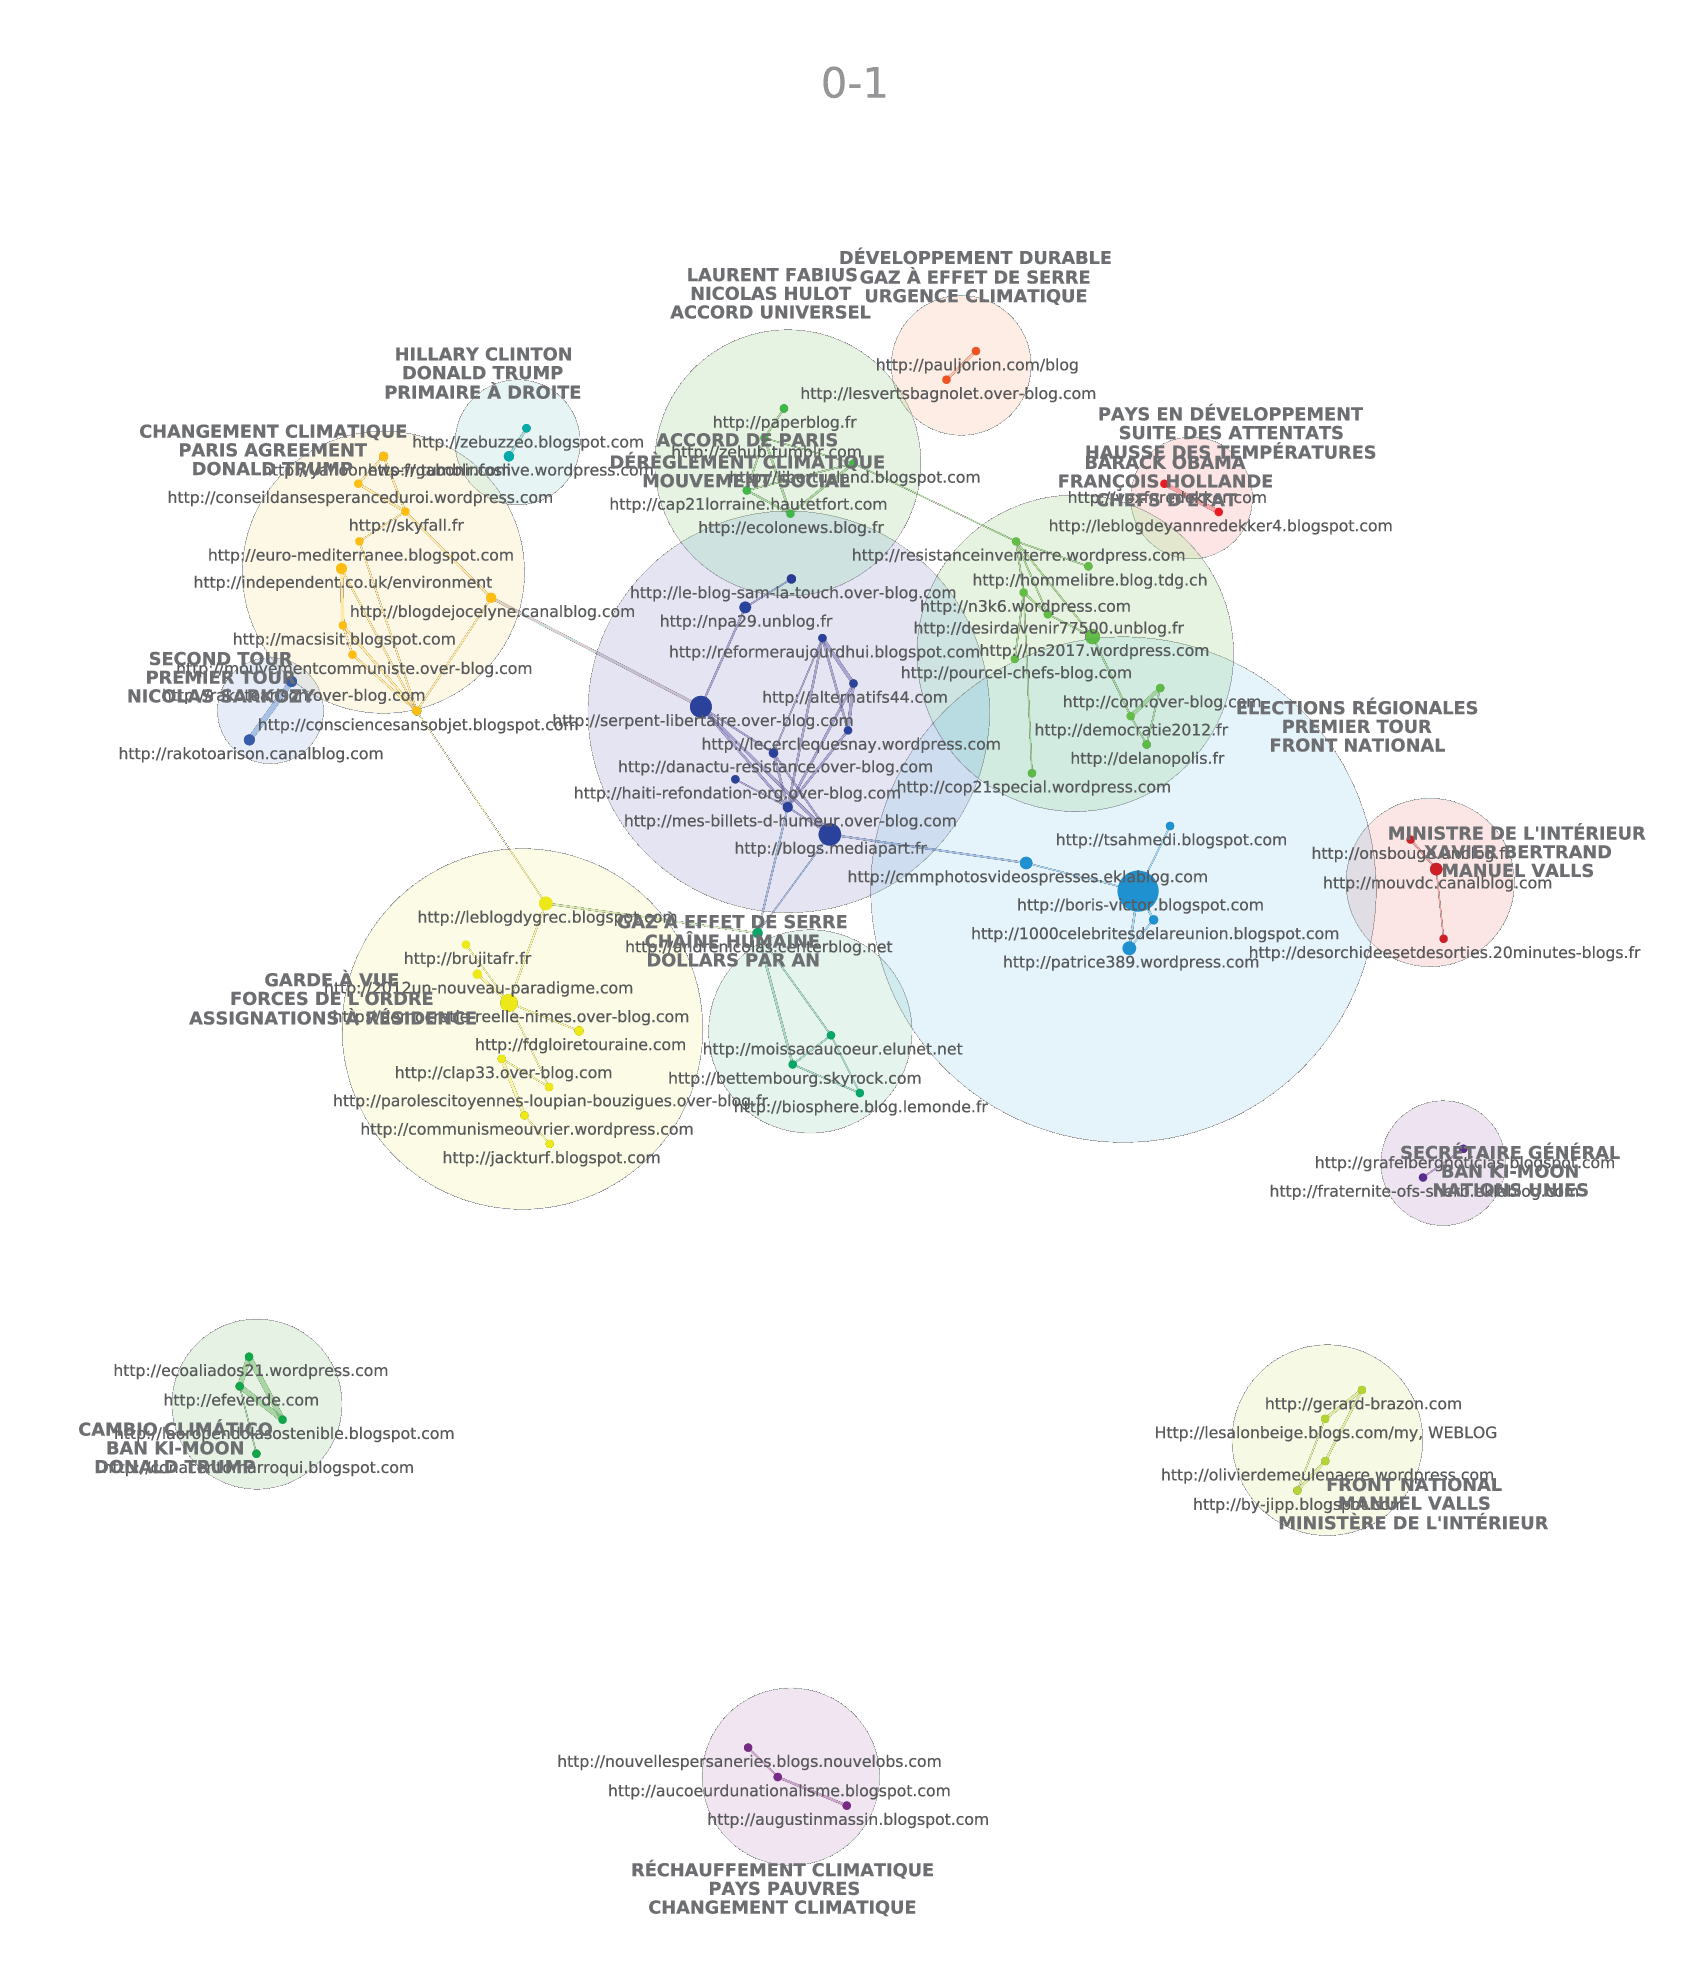 0-1
DÉVELOPPEMENT DURABLE
GAZ À EFFET DE SERRE
URGENCE CLIMATIQUE
LAURENT FABIUS
NICOLAS HULOT
ACCORD UNIVERSEL
http://pauljorion.com/blog
http://lesvertsbagnolet.over-blog.com
HILLARY CLINTON
DONALD TRUMP
PRIMAIRE À DROITE
http://zebuzzeo.blogspot.com
http://paperblog.fr
http://zehub.tumblr.com
http://cap21lorraine.hautetfort.com
http://ecolonews.blog.fr
ACCORD DE PARIS
DÉRÈGLEMENT CLIMATIQUE
MOUVEMENT SOCIAL
PAYS EN DÉVELOPPEMENT
SUITE DES ATTENTATS
HAUSSE DES TEMPÉRATURES
BARACK OBAMA
FRANÇOIS HOLLANDE
CHEFS D'ETAT
http://leblogdeyannredekker4.blogspot.com
CHANGEMENT CLIMATIQUE
PARIS AGREEMENT
DONALD TRUMP
http://conseildansesperanceduroi.wordpress.com
http://skyfall.fr
http://euro-mediterranee.blogspot.com
http://independent.co.uk/environment
http://blogdejocelyne.canalblog.com
http://macsisit.blogspot.com
http://mouvementcommuniste.over-blog.com
http://consciencesansobjet.blogspot.com
SECOND TOUR
PREMIER TOUR
NICOLAS SARKOZY
http://rakotoarison.canalblog.com
http://resistanceinventerre.wordpress.com
http://hommelibre.blog.tdg.ch
http://n3k6.wordpress.com
http://desirdavenir77500.unblog.fr
http://ns2017.wordpress.com
http://pourcel-chefs-blog.com
http://com.over-blog.com
http://democratie2012.fr
http://delanopolis.fr
http://cop21special.wordpress.com
http://le-blog-sam-la-touch.over-blog.com
http://npa29.unblog.fr
http://reformeraujourdhui.blogspot.com
http://alternatifs44.com
http://serpent-libertaire.over-blog.com
http://lecerclequesnay.wordpress.com
http://danactu-resistance.over-blog.com
http://haiti-refondation-org.over-blog.com
http://mes-billets-d-humeur.over-blog.com
http://blogs.mediapart.fr
ELECTIONS RÉGIONALES
PREMIER TOUR
FRONT NATIONAL
http://tsahmedi.blogspot.com
http://cmmphotosvideospresses.eklablog.com
http://boris-victor.blogspot.com
http://1000celebritesdelareunion.blogspot.com
http://patrice389.wordpress.com
MINISTRE DE L'INTÉRIEUR
XAVIER BERTRAND
MANUEL VALLS
http://mouvdc.canalblog.com
http://desorchideesetdesorties.20minutes-blogs.fr
GAZ À EFFET DE SERRE
CHAÎNE HUMAINE
DOLLARS PAR AN
http://andrenicolas.centerblog.net
http://moissacaucoeur.elunet.net
http://bettembourg.skyrock.com
http://biosphere.blog.lemonde.fr
http://leblogdygrec.blogspot.com
http://brujitafr.fr
http://2012un-nouveau-paradigme.com
http://fdgloiretouraine.com
http://clap33.over-blog.com
http://parolescitoyennes-loupian-bouzigues.over-blog.fr
http://communismeouvrier.wordpress.com
http://jackturf.blogspot.com
GARDE À VUE
FORCES DE L'ORDRE
ASSIGNATIONS À RÉSIDENCE
SECRÉTAIRE GÉNÉRAL
BAN KI-MOON
NATIONS UNIES
http://ecoaliados21.wordpress.com
http://efeverde.com
CAMBIO CLIMÁTICO
BAN KI-MOON
DONALD TRUMP
http://gerard-brazon.com
Http://lesalonbeige.blogs.com/my, WEBLOG
http://olivierdemeulenaere.wordpress.com
http://by-jipp.blogspot.com
FRONT NATIONAL
MANUEL VALLS
MINISTÈRE DE L'INTÉRIEUR
http://nouvellespersaneries.blogs.nouvelobs.com
http://aucoeurdunationalisme.blogspot.com
http://augustinmassin.blogspot.com
RÉCHAUFFEMENT CLIMATIQUE
PAYS PAUVRES
CHANGEMENT CLIMATIQUE